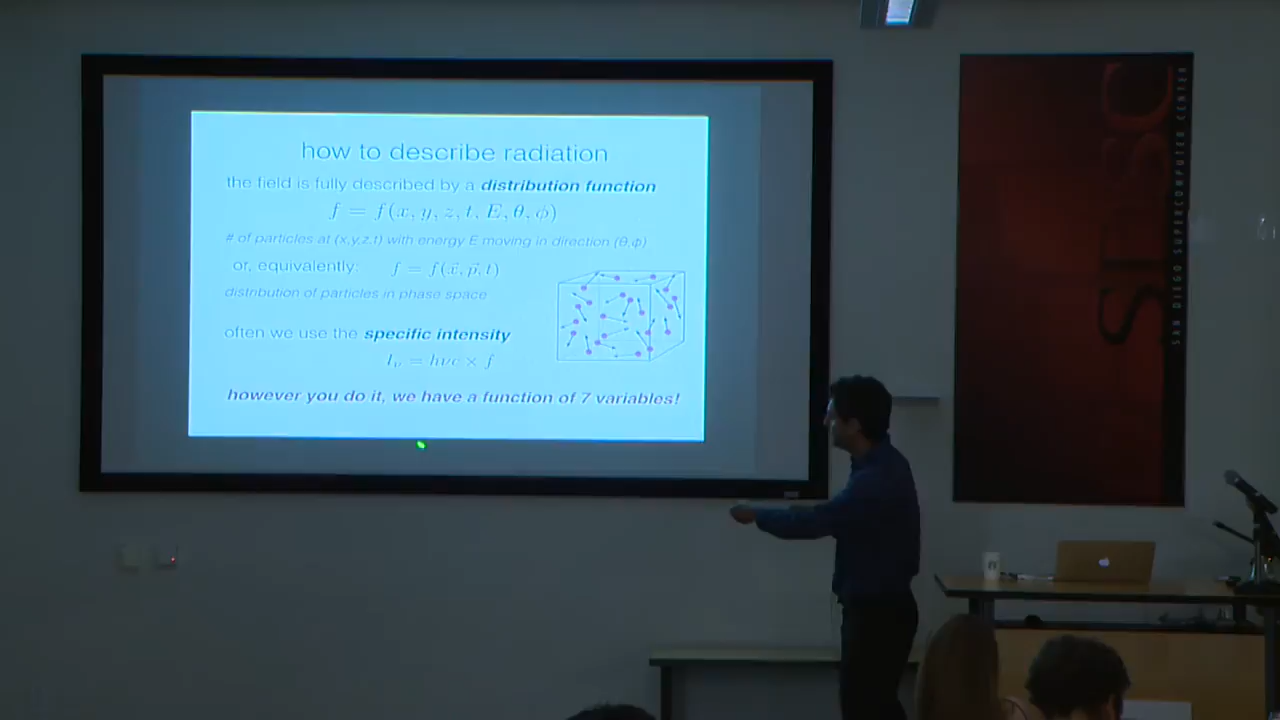 how to describe radiation
the field is fully described by a distribution function
f = f(x, y, z, t, E, θ, ϕ)
# of particles at (x,y,z,t) with energy E moving in direction (θ,ϕ)
or, equivalently: f = f(x⃗, p⃗, t)
distribution of particles in phase space
often we use the specific intensity
I_ν = hνc × f
however you do it, we have a function of 7 variables!
SDSC
SAN DIEGO SUPERCOMPUTER CENTER